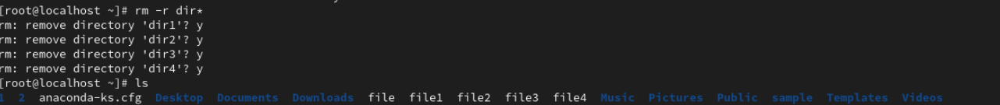 [root@localhost ~]# rm -r dir*
rm: remove directory 'dir1'? y
rm: remove directory 'dir2'? y
rm: remove directory 'dir3'? y
rm: remove directory 'dir4'? y
[root@localhost ~]# ls
1 2 anaconda-ks.cfg Desktop Documents Downloads file file1 file2 file3 file4 Music Pictures Public sample Templates Videos